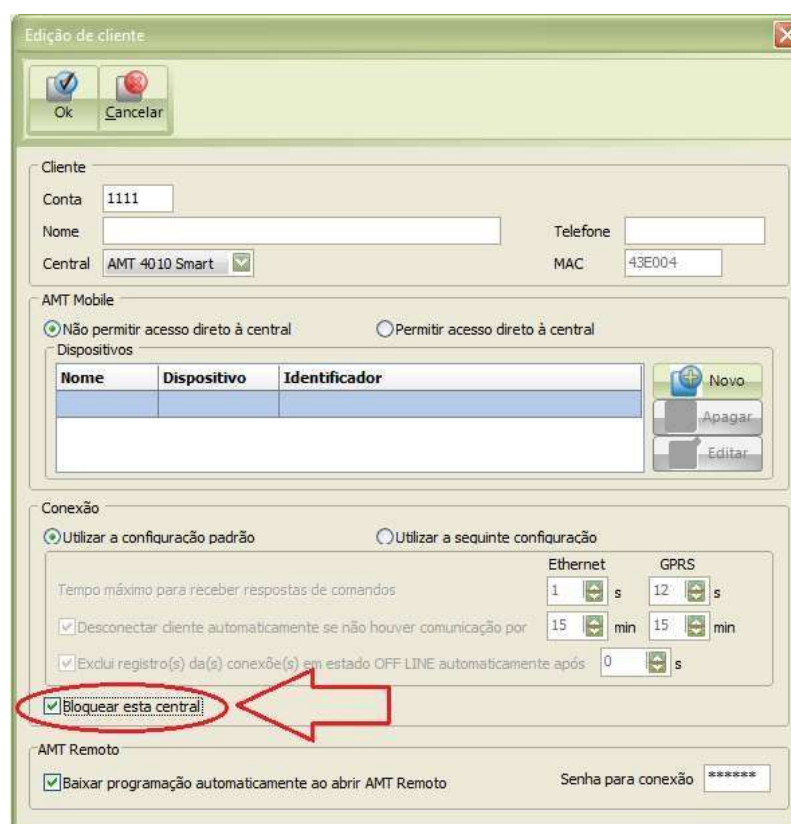 Edição de cliente
Ok Cancelar
Cliente
Conta 1111
Nome Telefone
Central AMT 4010 Smart MAC 43E004
AMT Mobile
Não permitir acesso direto à central Permitir acesso direto à central
Dispositivos
Nome Dispositivo Identificador
Novo
Apagar
Editar
Conexão
Utilizar a configuração padrão Utilizar a seguinte configuração
Ethernet GPRS
Tempo máximo para receber respostas de comandos 1 s 12 s
Desconectar cliente automaticamente se não houver comunicação por 15 min 15 min
Exclui registro(s) da(s) conexõe(s) em estado OFF LINE automaticamente após 0 s
Bloquear esta central
AMT Remoto
Baixar programação automaticamente ao abrir AMT Remoto Senha para conexão ******